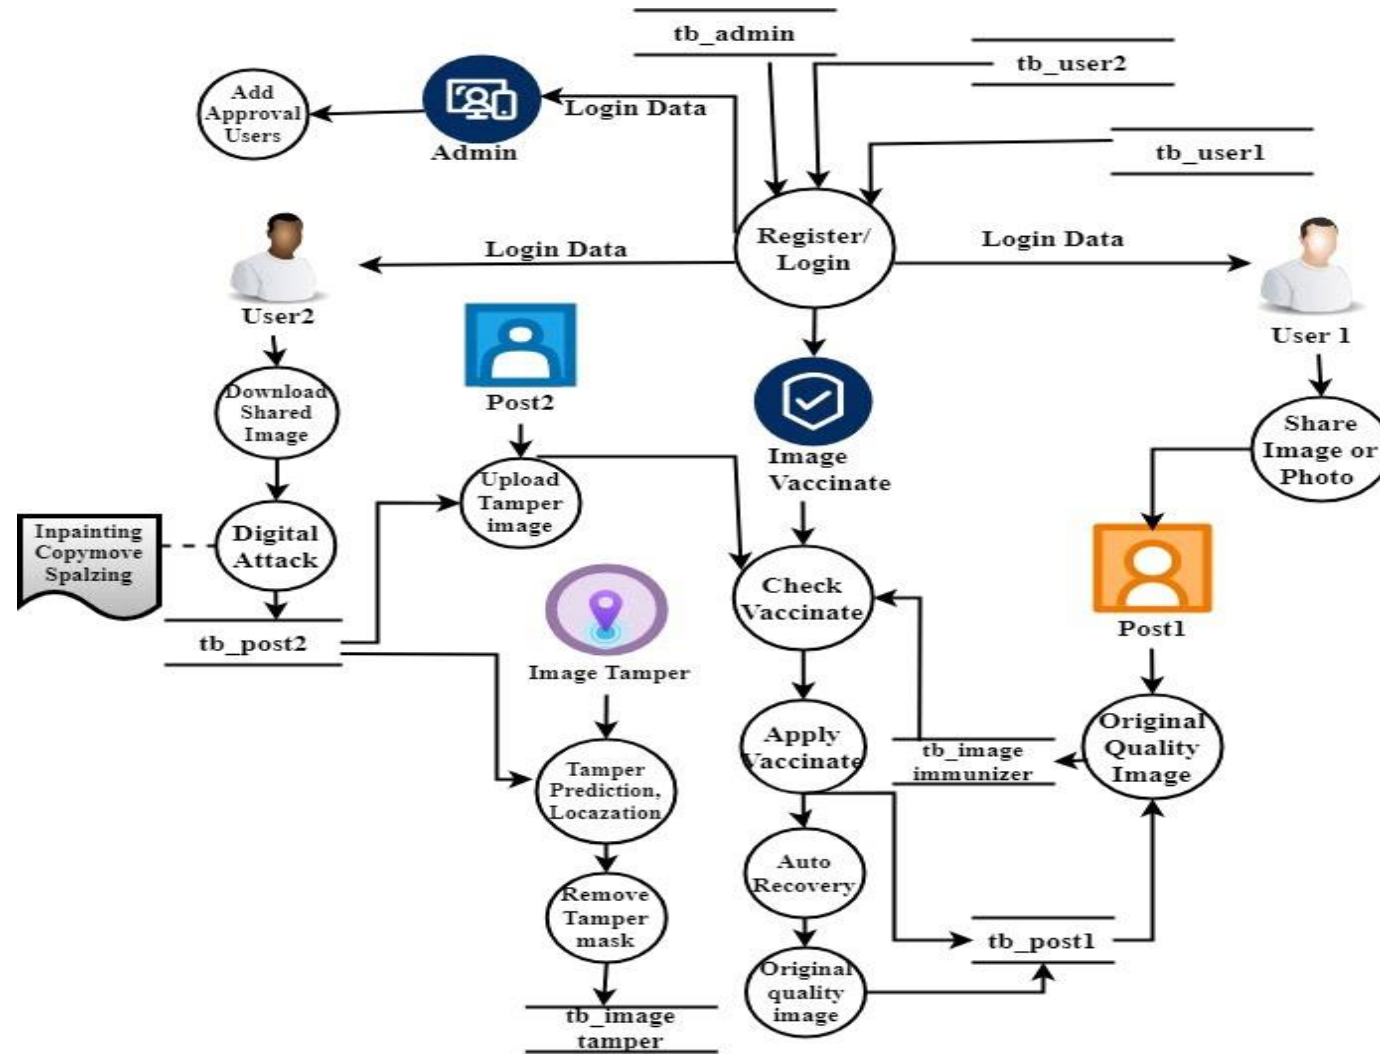 tb_admin
tb_user2
Add
Approval
Users
Login Data
Admin
tb_user1
Register/
Login
Login Data
Login Data
User2
User 1
Download
Shared
Image
Post2
Image
Vaccinate
Share
Image or
Photo
Upload
Tamper
image
Inpainting
Copymove
Spalzing
Digital
Attack
Check
Vaccinate
Post1
tb_post2
Image Tamper
Apply
Vaccinate
tb_image
immunizer
Original
Quality
Image
Tamper
Prediction,
Locazation
Auto
Recovery
Remove
Tamper
mask
tb_post1
Original
quality
image
tb_image
tamper